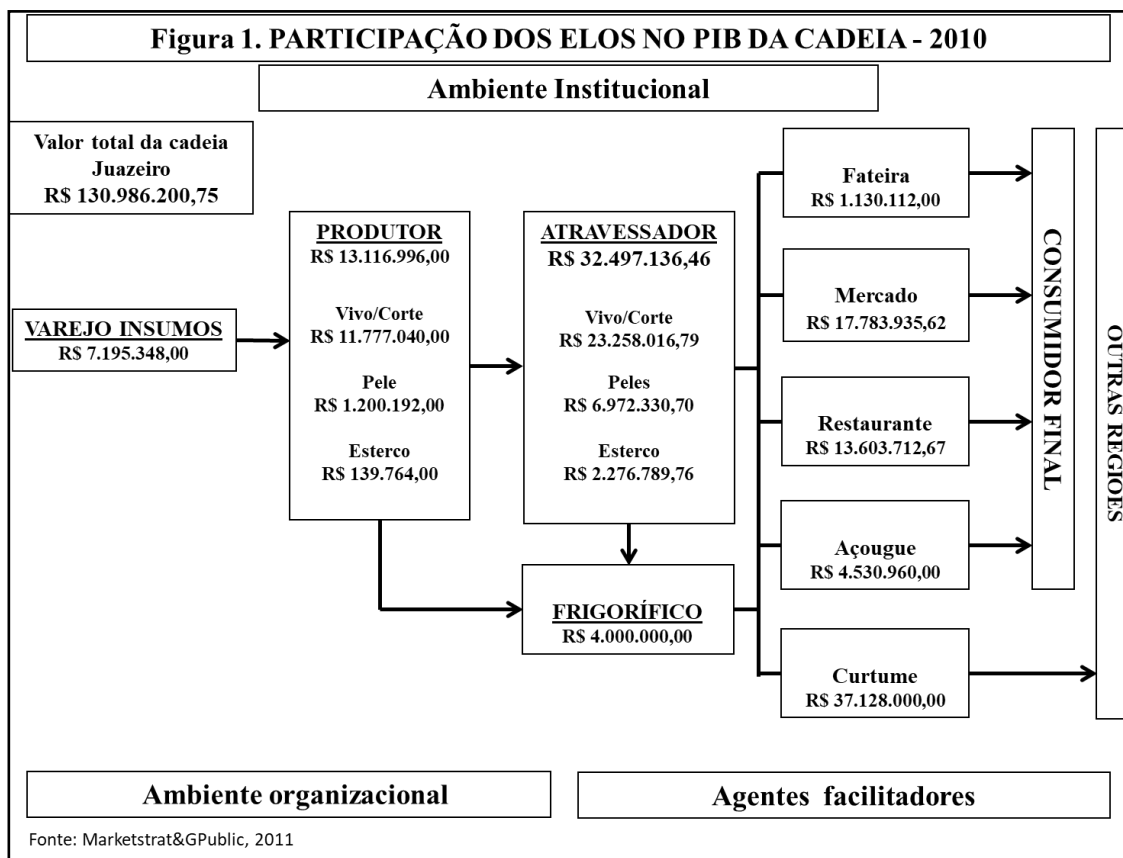 Figura 1. PARTICIPAÇÃO DOS ELOS NO PIB DA CADEIA - 2010
Ambiente Institucional
Valor total da cadeia
Juazeiro
R$ 130.986.200,75
VAREJO INSUMOS
R$ 7.195.348,00
PRODUTOR
R$ 13.116.996,00
Vivo/Corte
R$ 11.777.040,00
Pele
R$ 1.200.192,00
Esterco
R$ 139.764,00
ATRAVESSADOR
R$ 32.497.136,46
Vivo/Corte
R$ 23.258.016,79
Peles
R$ 6.972.330,70
Esterco
R$ 2.276.789,76
FRIGORÍFICO
R$ 4.000.000,00
Fateira
R$ 1.130.112,00
Mercado
R$ 17.783.935,62
Restaurante
R$ 13.603.712,67
Açougue
R$ 4.530.960,00
Curtume
R$ 37.128.000,00
CONSUMIDOR FINAL
OUTRAS REGIOES
Ambiente organizacional
Agentes facilitadores
Fonte: Marketstrat&GPublic, 2011